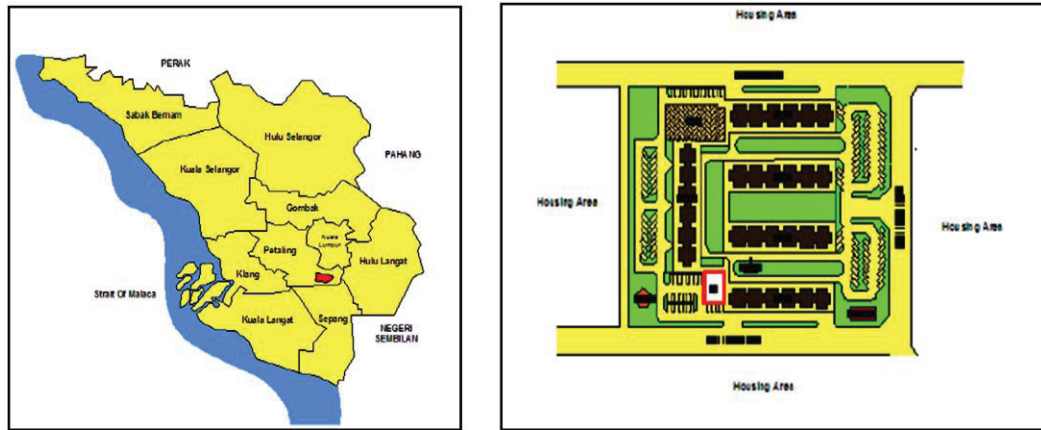 PERAK
Sabak Bernam
Hulu Selangor
PAHANG
Kuala Selangor
Gombak
Kuala
Lumpur
Petaling
Hulu Langat
Klang
Strait Of Malaca
Sepang
Kuala Langat
NEGERI
SEMBILAN
Housing Area
Housing Area
Housing Area
Housing Area